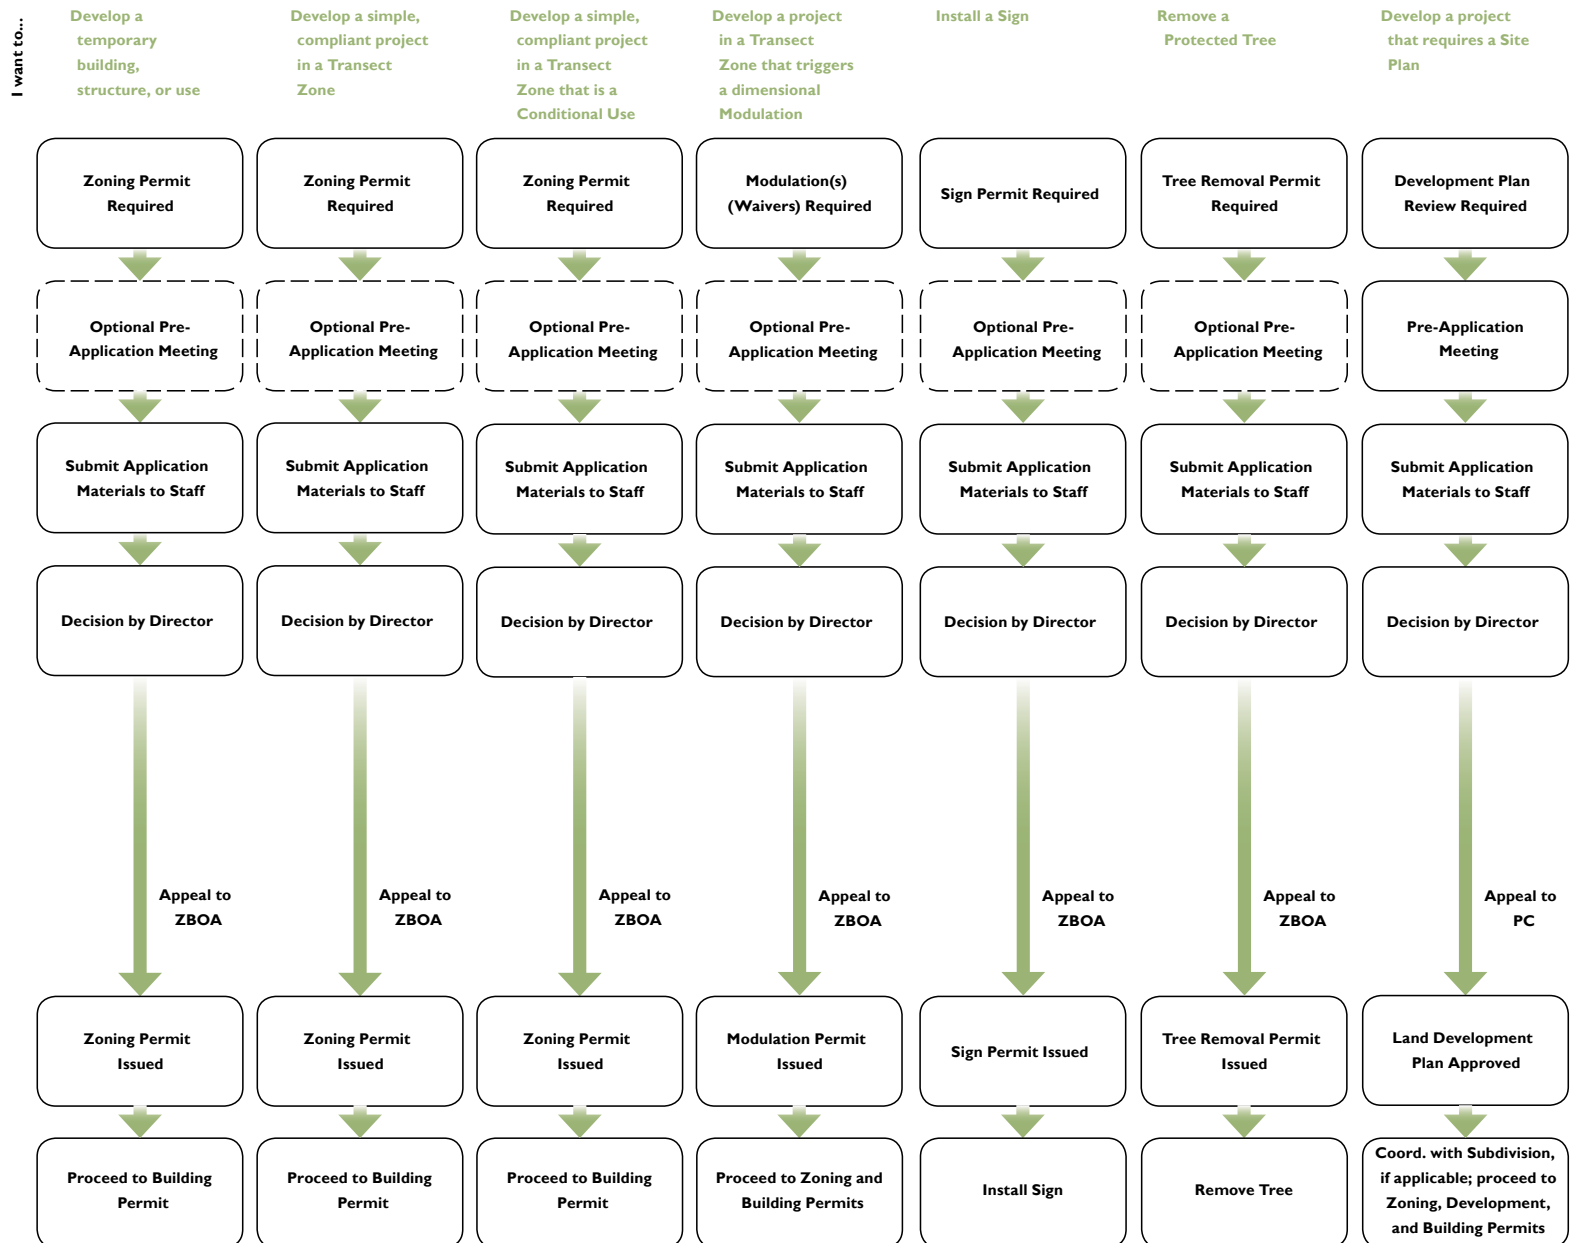 I want to...
Develop a
temporary
building,
structure, or use
Develop a simple,
compliant project
in a Transect
Zone
Develop a simple,
compliant project
in a Transect
Zone that is a
Conditional Use
Develop a project
in a Transect
Zone that triggers
a dimensional
Modulation
Install a Sign
Remove a
Protected Tree
Develop a project
that requires a Site
Plan
Zoning Permit
Required
Zoning Permit
Required
Zoning Permit
Required
Modulation(s)
(Waivers) Required
Sign Permit Required
Tree Removal Permit
Required
Development Plan
Review Required
Optional Pre-
Application Meeting
Optional Pre-
Application Meeting
Optional Pre-
Application Meeting
Optional Pre-
Application Meeting
Optional Pre-
Application Meeting
Optional Pre-
Application Meeting
Pre-Application
Meeting
Submit Application
Materials to Staff
Submit Application
Materials to Staff
Submit Application
Materials to Staff
Submit Application
Materials to Staff
Submit Application
Materials to Staff
Submit Application
Materials to Staff
Submit Application
Materials to Staff
Decision by Director
Decision by Director
Decision by Director
Decision by Director
Decision by Director
Decision by Director
Decision by Director
Appeal to
ZBOA
Appeal to
ZBOA
Appeal to
ZBOA
Appeal to
ZBOA
Appeal to
ZBOA
Appeal to
ZBOA
Appeal to
PC
Zoning Permit
Issued
Zoning Permit
Issued
Zoning Permit
Issued
Modulation Permit
Issued
Sign Permit Issued
Tree Removal Permit
Issued
Land Development
Plan Approved
Proceed to Building
Permit
Proceed to Building
Permit
Proceed to Building
Permit
Proceed to Zoning and
Building Permits
Install Sign
Remove Tree
Coord. with Subdivision,
if applicable; proceed to
Zoning, Development,
and Building Permits